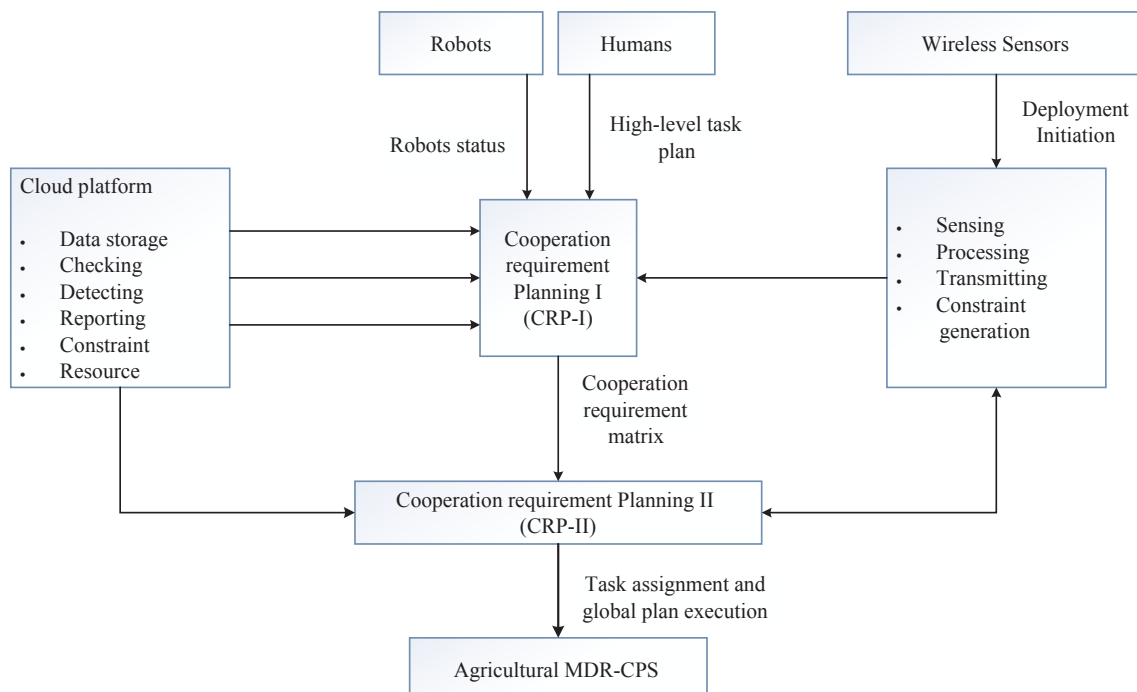 Robots
Humans
Wireless Sensors
Robots status
High-level task
plan
Deployment
Initiation
Cloud platform
• Data storage
• Checking
• Detecting
• Reporting
• Constraint
• Resource
Cooperation
requirement
Planning I
(CRP-I)
• Sensing
• Processing
• Transmitting
• Constraint
generation
Cooperation
requirement
matrix
Cooperation requirement Planning II
(CRP-II)
Task assignment and
global plan execution
Agricultural MDR-CPS